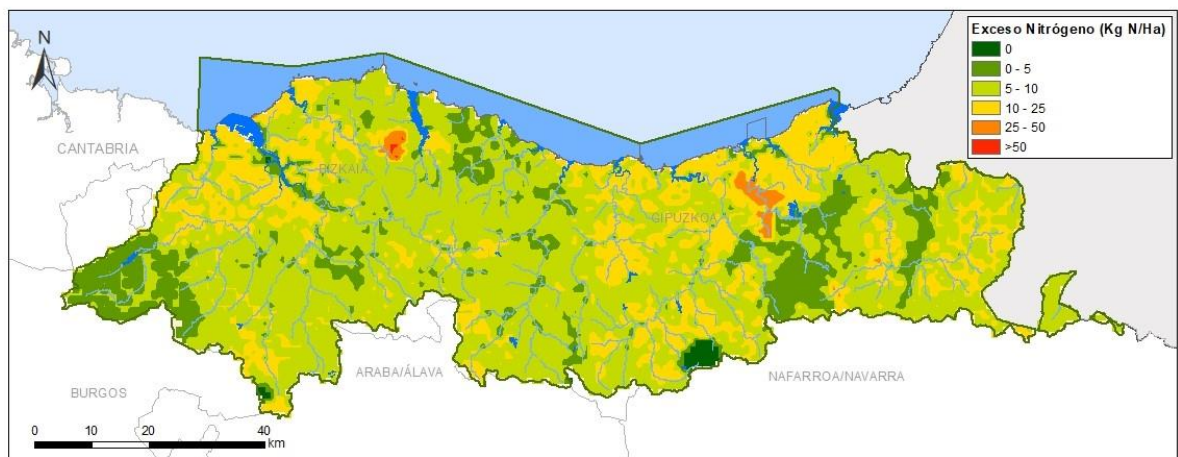 Exceso Nitrógeno (Kg N/Ha)
0
0 - 5
5 - 10
10 - 25
25 - 50
>50
N
CANTABRIA
BIZKAIA
GIPUZKOA
ARABA/ÁLAVA
NAFARROA/NAVARRA
BURGOS
0 10 20 40
km